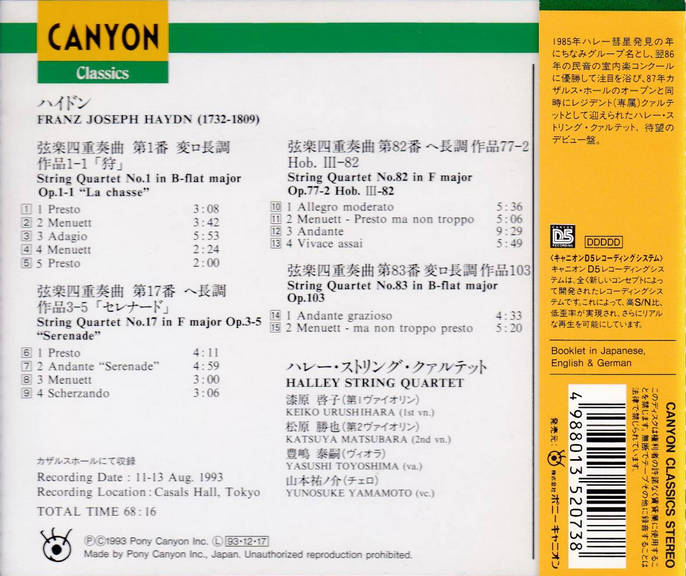 CANYON
Classics
ハイドン
FRANZ JOSEPH HAYDN (1732-1809)
弦楽四重奏曲 第1番 変ロ長調
作品1-1「狩」
String Quartet No.1 in B-flat major
Op.1-1 “La chasse”
1 1 Presto 3:08
2 2 Menuett 3:42
3 3 Adagio 5:53
4 4 Menuett 2:24
5 5 Presto 2:00
弦楽四重奏曲 第17番 ヘ長調
作品3-5「セレナード」
String Quartet No.17 in F major Op.3-5
“Serenade”
6 1 Presto 4:11
7 2 Andante “Serenade” 4:59
8 3 Menuett 3:00
9 4 Scherzando 3:06
カザルスホールにて収録
Recording Date : 11-13 Aug. 1993
Recording Location : Casals Hall, Tokyo
TOTAL TIME 68 : 16
弦楽四重奏曲 第82番 ヘ長調 作品77-2
Hob. III-82
String Quartet No.82 in F major
Op.77-2 Hob. III-82
10 1 Allegro moderato 5:36
11 2 Menuett - Presto ma non troppo 5:06
12 3 Andante 9:29
13 4 Vivace assai 5:49
弦楽四重奏曲 第83番 変ロ長調 作品103
String Quartet No.83 in B-flat major
Op.103
14 1 Andante grazioso 4:33
15 2 Menuett - ma non troppo presto 5:20
ハレー・ストリング・クァルテット
HALLEY STRING QUARTET
漆原 啓子(第1ヴァイオリン)
KEIKO URUSHIHARA (1st vn.)
松原 勝也(第2ヴァイオリン)
KATSUYA MATSUBARA (2nd vn.)
豊嶋 泰嗣(ヴィオラ)
YASUSHI TOYOSHIMA (va.)
山本祐ノ介(チェロ)
YUNOSUKE YAMAMOTO (vc.)
ⓅⒸ1993 Pony Canyon Inc. Ⓛ 93・12・17
Made by Pony Canyon Inc., Japan. Unauthorized reproduction prohibited.
1985年ハレー彗星発見の年
にちなみグループ名とし、翌86
年の民音の室内楽コンクール
に優勝して注目を浴び、87年カ
ザルス・ホールのオープンと同
時にレジデント(専属)クァルテ
ットとして迎えられたハレー・ス
トリング・クァルテット、待望の
デビュー盤。
CANYON
D5
RECORDING
DDDDD
〈キャニオンD5レコーディングシステム〉
キャニオン D5レコーディングシス
テムは、全く新しいコンセプトによっ
て開発されたレコーディングシス
テムです。これによって、高S/N比、
低歪率が実現され、さらにリアル
な再生を可能にしています。
Booklet in Japanese,
English & German
CANYON CLASSICS STEREO
このディスクは権利者の許諾なく賃貸業に使用するこ
とを禁じます。無断でテープその他に録音することは
法律で禁じられています。
発売元:
株式会社 ポニーキャニオン
4 988013 520738